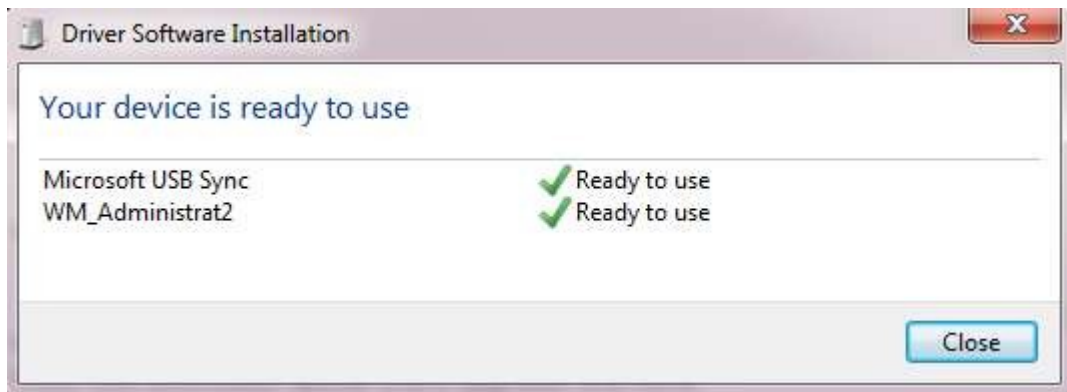 Driver Software Installation
Your device is ready to use
Microsoft USB Sync Ready to use
WM_Administrat2 Ready to use
Close